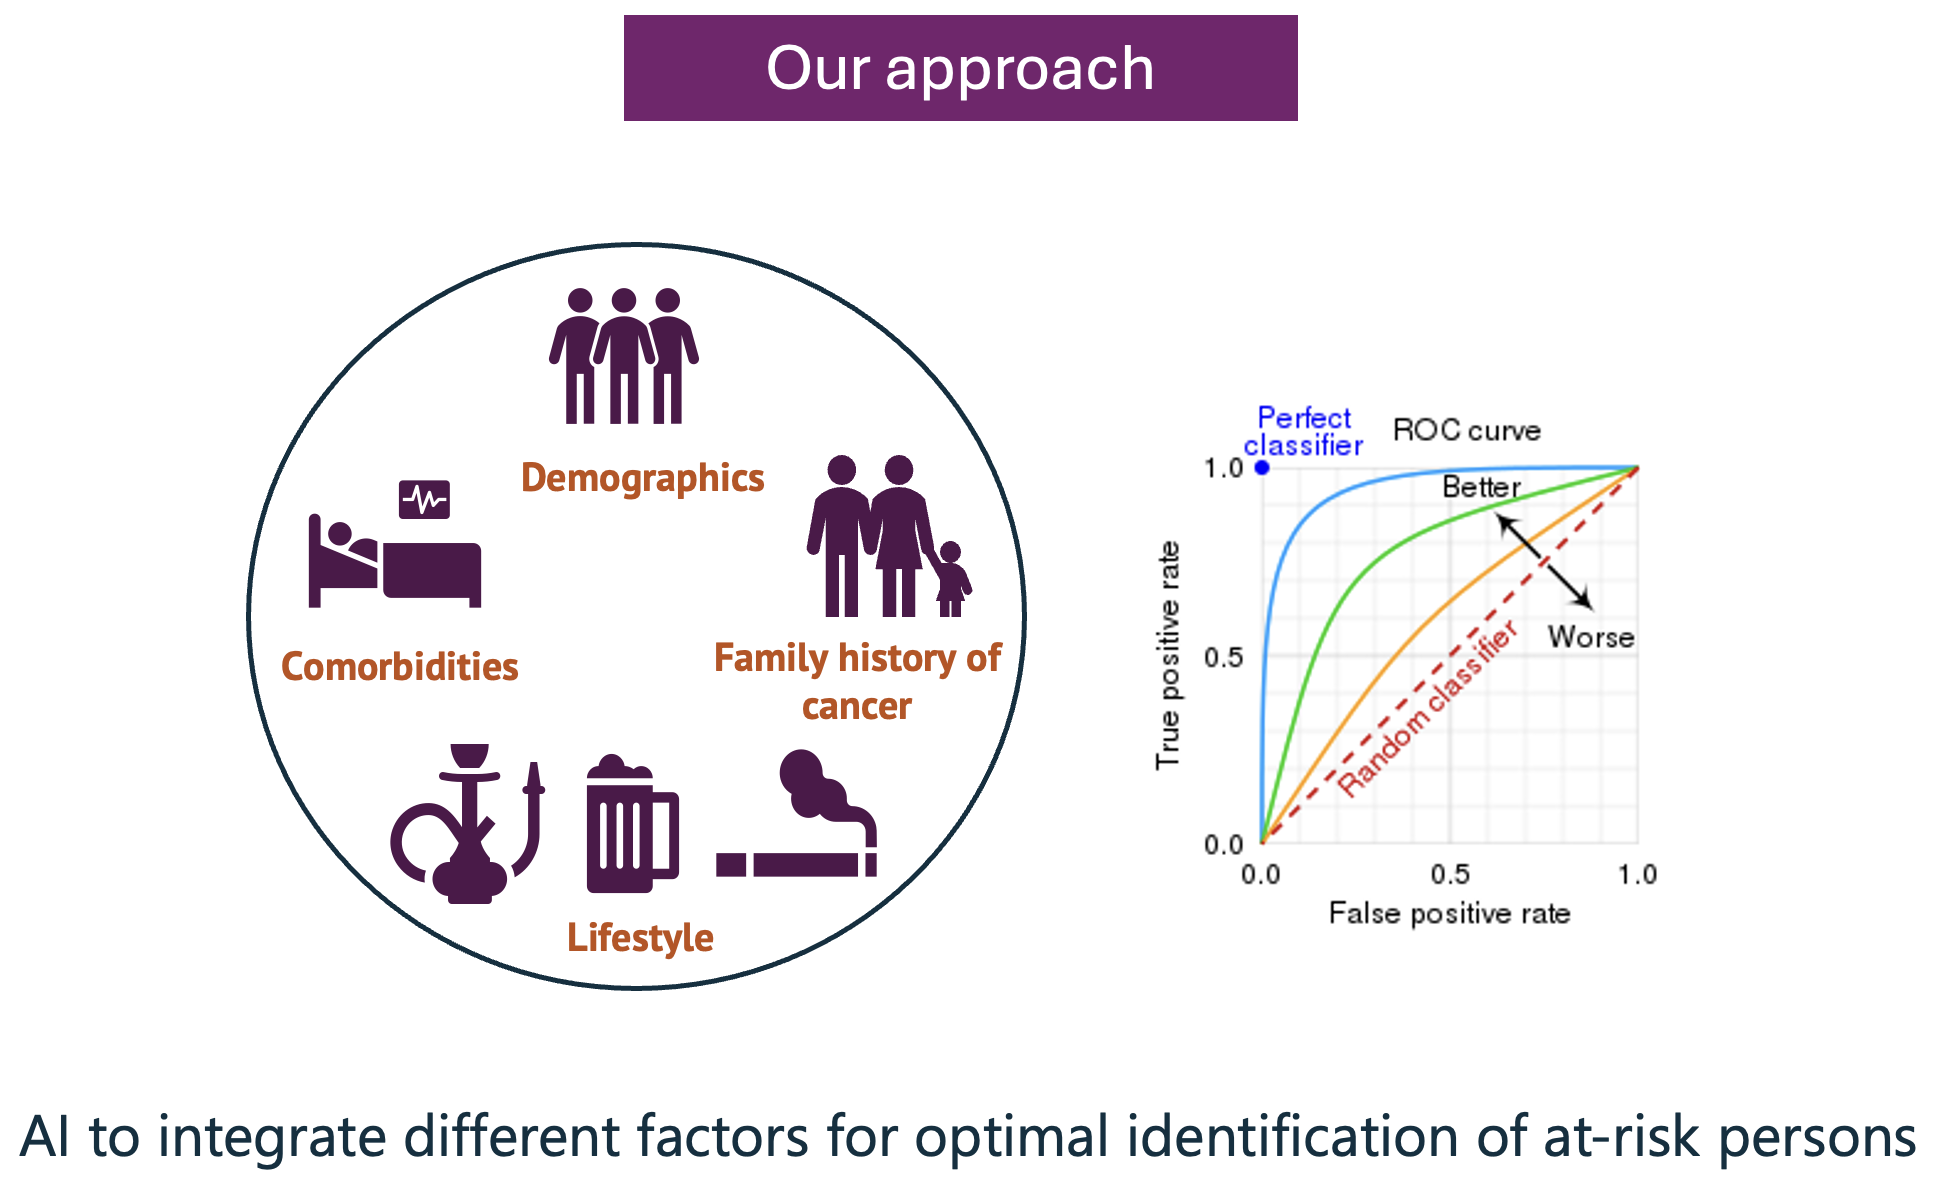 Our approach
Demographics
Comorbidities
Family history of
cancer
Lifestyle
Perfect
classifier
ROC curve
1.0
Better
True positive rate
0.5
Worse
Random classifier
0.0
0.0 0.5 1.0
False positive rate
AI to integrate different factors for optimal identification of at-risk persons